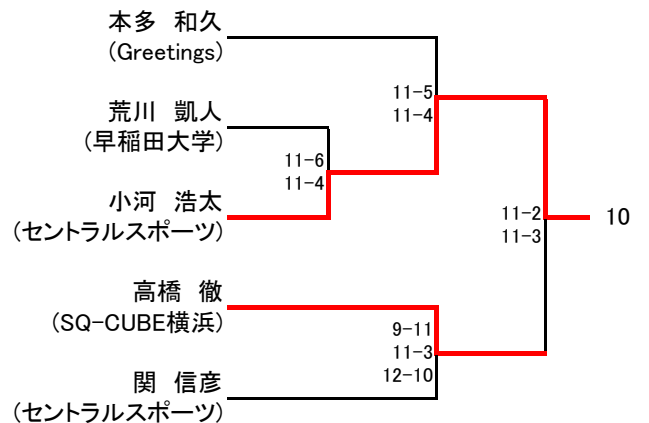 本多　和久
(Greetings)
荒川　凱人
(早稲田大学)
小河　浩太
(セントラルスポーツ)
高橋　徹
(SQ-CUBE横浜)
関　信彦
(セントラルスポーツ)
11-6
11-4
11-5
11-4
9-11
11-3
12-10
11-2
11-3
10